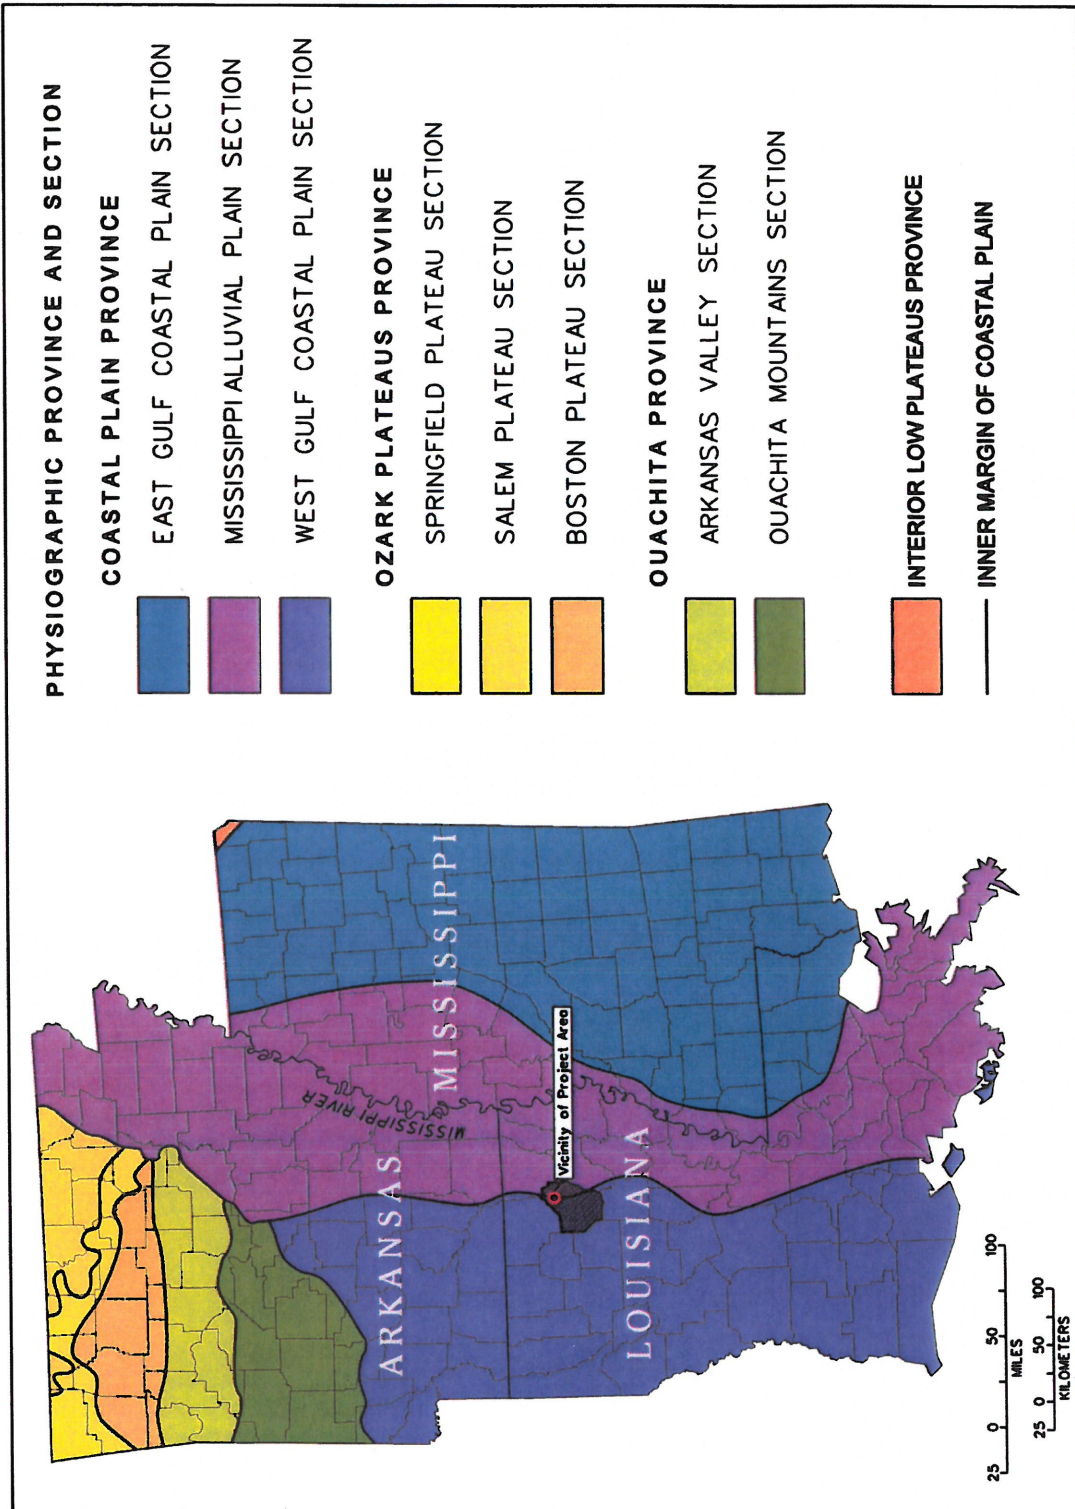 PHYSIOGRAPHIC PROVINCE AND SECTION
COASTAL PLAIN PROVINCE
EAST GULF COASTAL PLAIN SECTION
MISSISSIPPI ALLUVIAL PLAIN SECTION
WEST GULF COASTAL PLAIN SECTION
OZARK PLATEAUS PROVINCE
SPRINGFIELD PLATEAU SECTION
SALEM PLATEAU SECTION
BOSTON PLATEAU SECTION
OUACHITA PROVINCE
ARKANSAS VALLEY SECTION
OUACHITA MOUNTAINS SECTION
INTERIOR LOW PLATEAUS PROVINCE
INNER MARGIN OF COASTAL PLAIN
MISSISSIPPI RIVER
ARKANSAS
MISSISSIPPI
Vicinity of Project Area
LOUISIANA
25 0 50 100
MILES
25 0 50 100
KILOMETERS